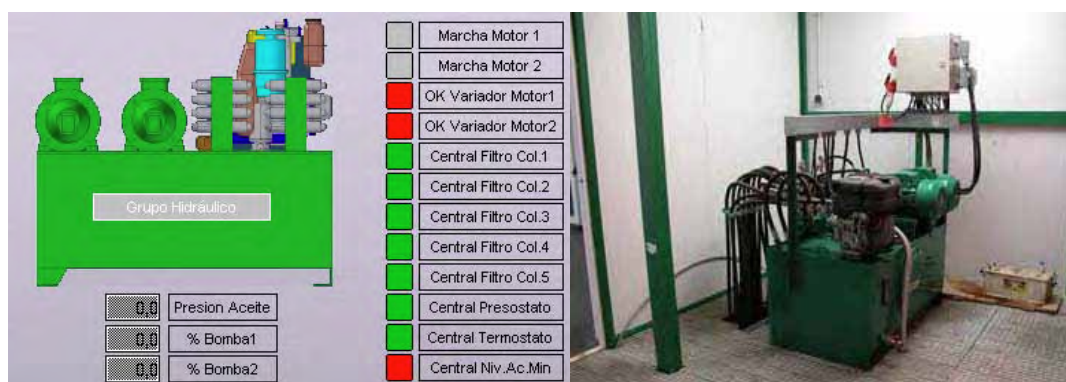 Grupo Hidráulico
0,0 Presion Aceite
0,0 % Bomba1
0,0 % Bomba2
Marcha Motor 1
Marcha Motor 2
OK Variador Motor1
OK Variador Motor2
Central Filtro Col.1
Central Filtro Col.2
Central Filtro Col.3
Central Filtro Col.4
Central Filtro Col.5
Central Presostato
Central Termostato
Central Niv.Ac.Min